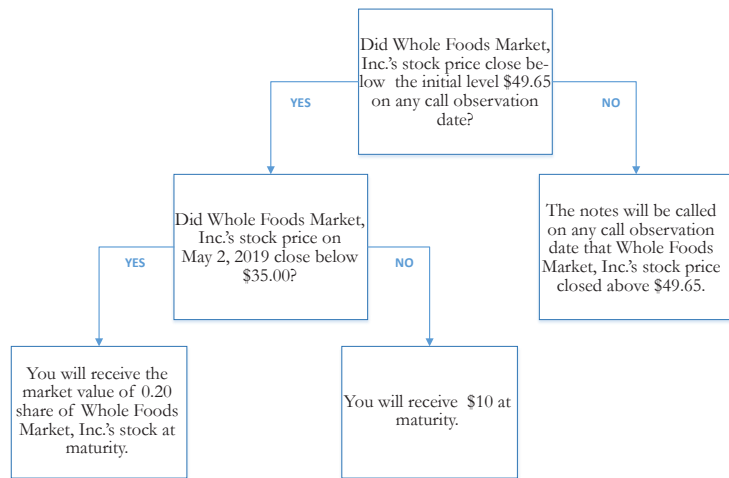 Did Whole Foods Market,
Inc.'s stock price close be-
low the initial level $49.65
on any call observation
date?
YES
NO
Did Whole Foods Market,
Inc.'s stock price on
May 2, 2019 close below
$35.00?
The notes will be called
on any call observation
date that Whole Foods
Market, Inc.'s stock price
closed above $49.65.
YES
NO
You will receive the
market value of 0.20
share of Whole Foods
Market, Inc.'s stock at
maturity.
You will receive $10 at
maturity.